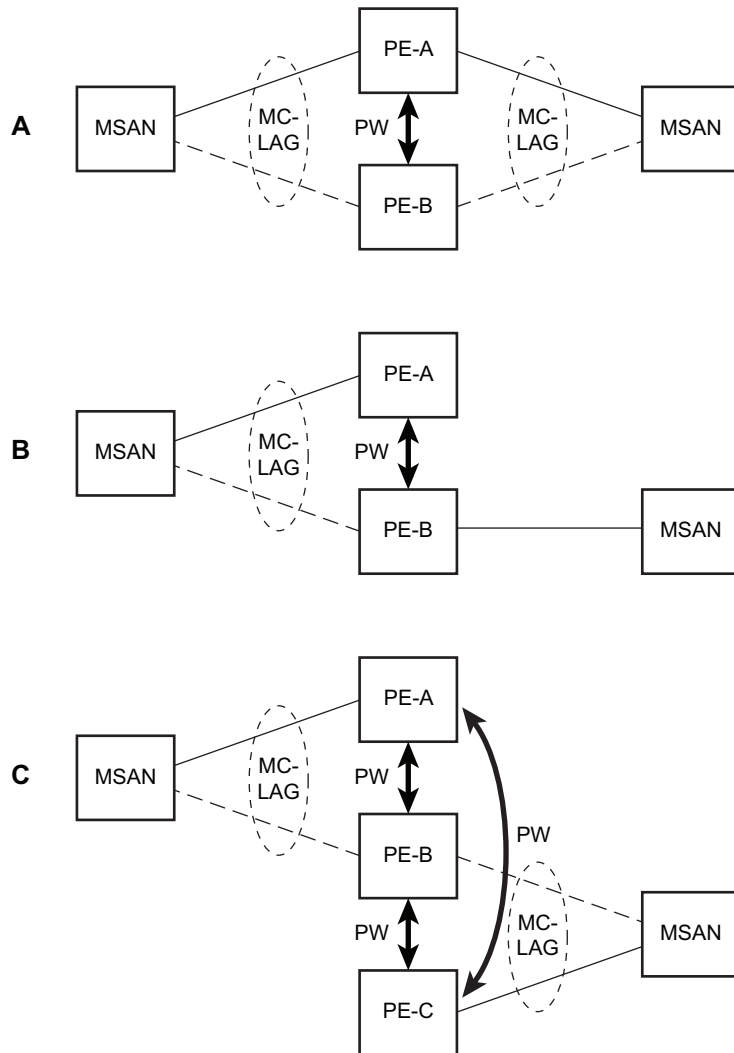 PE-A
MSAN
MC-
LAG
PW
MC-
LAG
MSAN
A
PE-B
PE-A
MSAN
MC-
LAG
PW
B
PE-B
MSAN
PE-A
MSAN
MC-
LAG
PW
C
PW
PE-B
PW
MC-
LAG
MSAN
PE-C